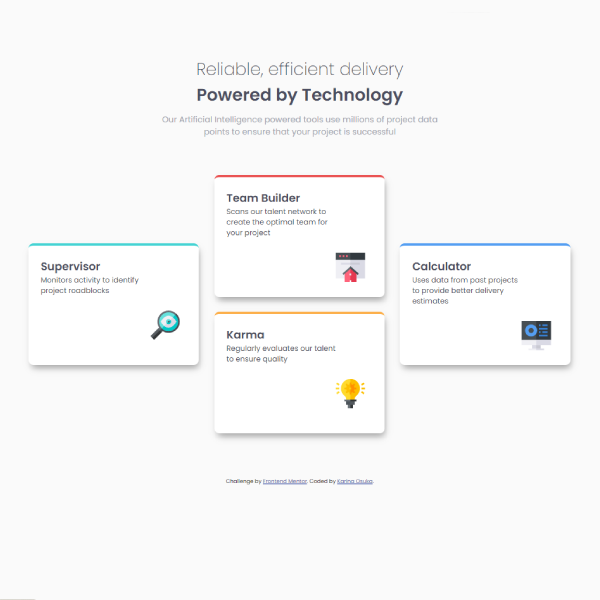 Reliable, efficient delivery
Powered by Technology
Our Artificial Intelligence powered tools use millions of project data
points to ensure that your project is successful
Supervisor
Monitors activity to identify
project roadblocks
Team Builder
Scans our talent network to
create the optimal team for
your project
Karma
Regularly evaluates our talent
to ensure quality
Calculator
Uses data from past projects
to provide better delivery
estimates
Challenge by Frontend Mentor. Coded by Karina Osuka.